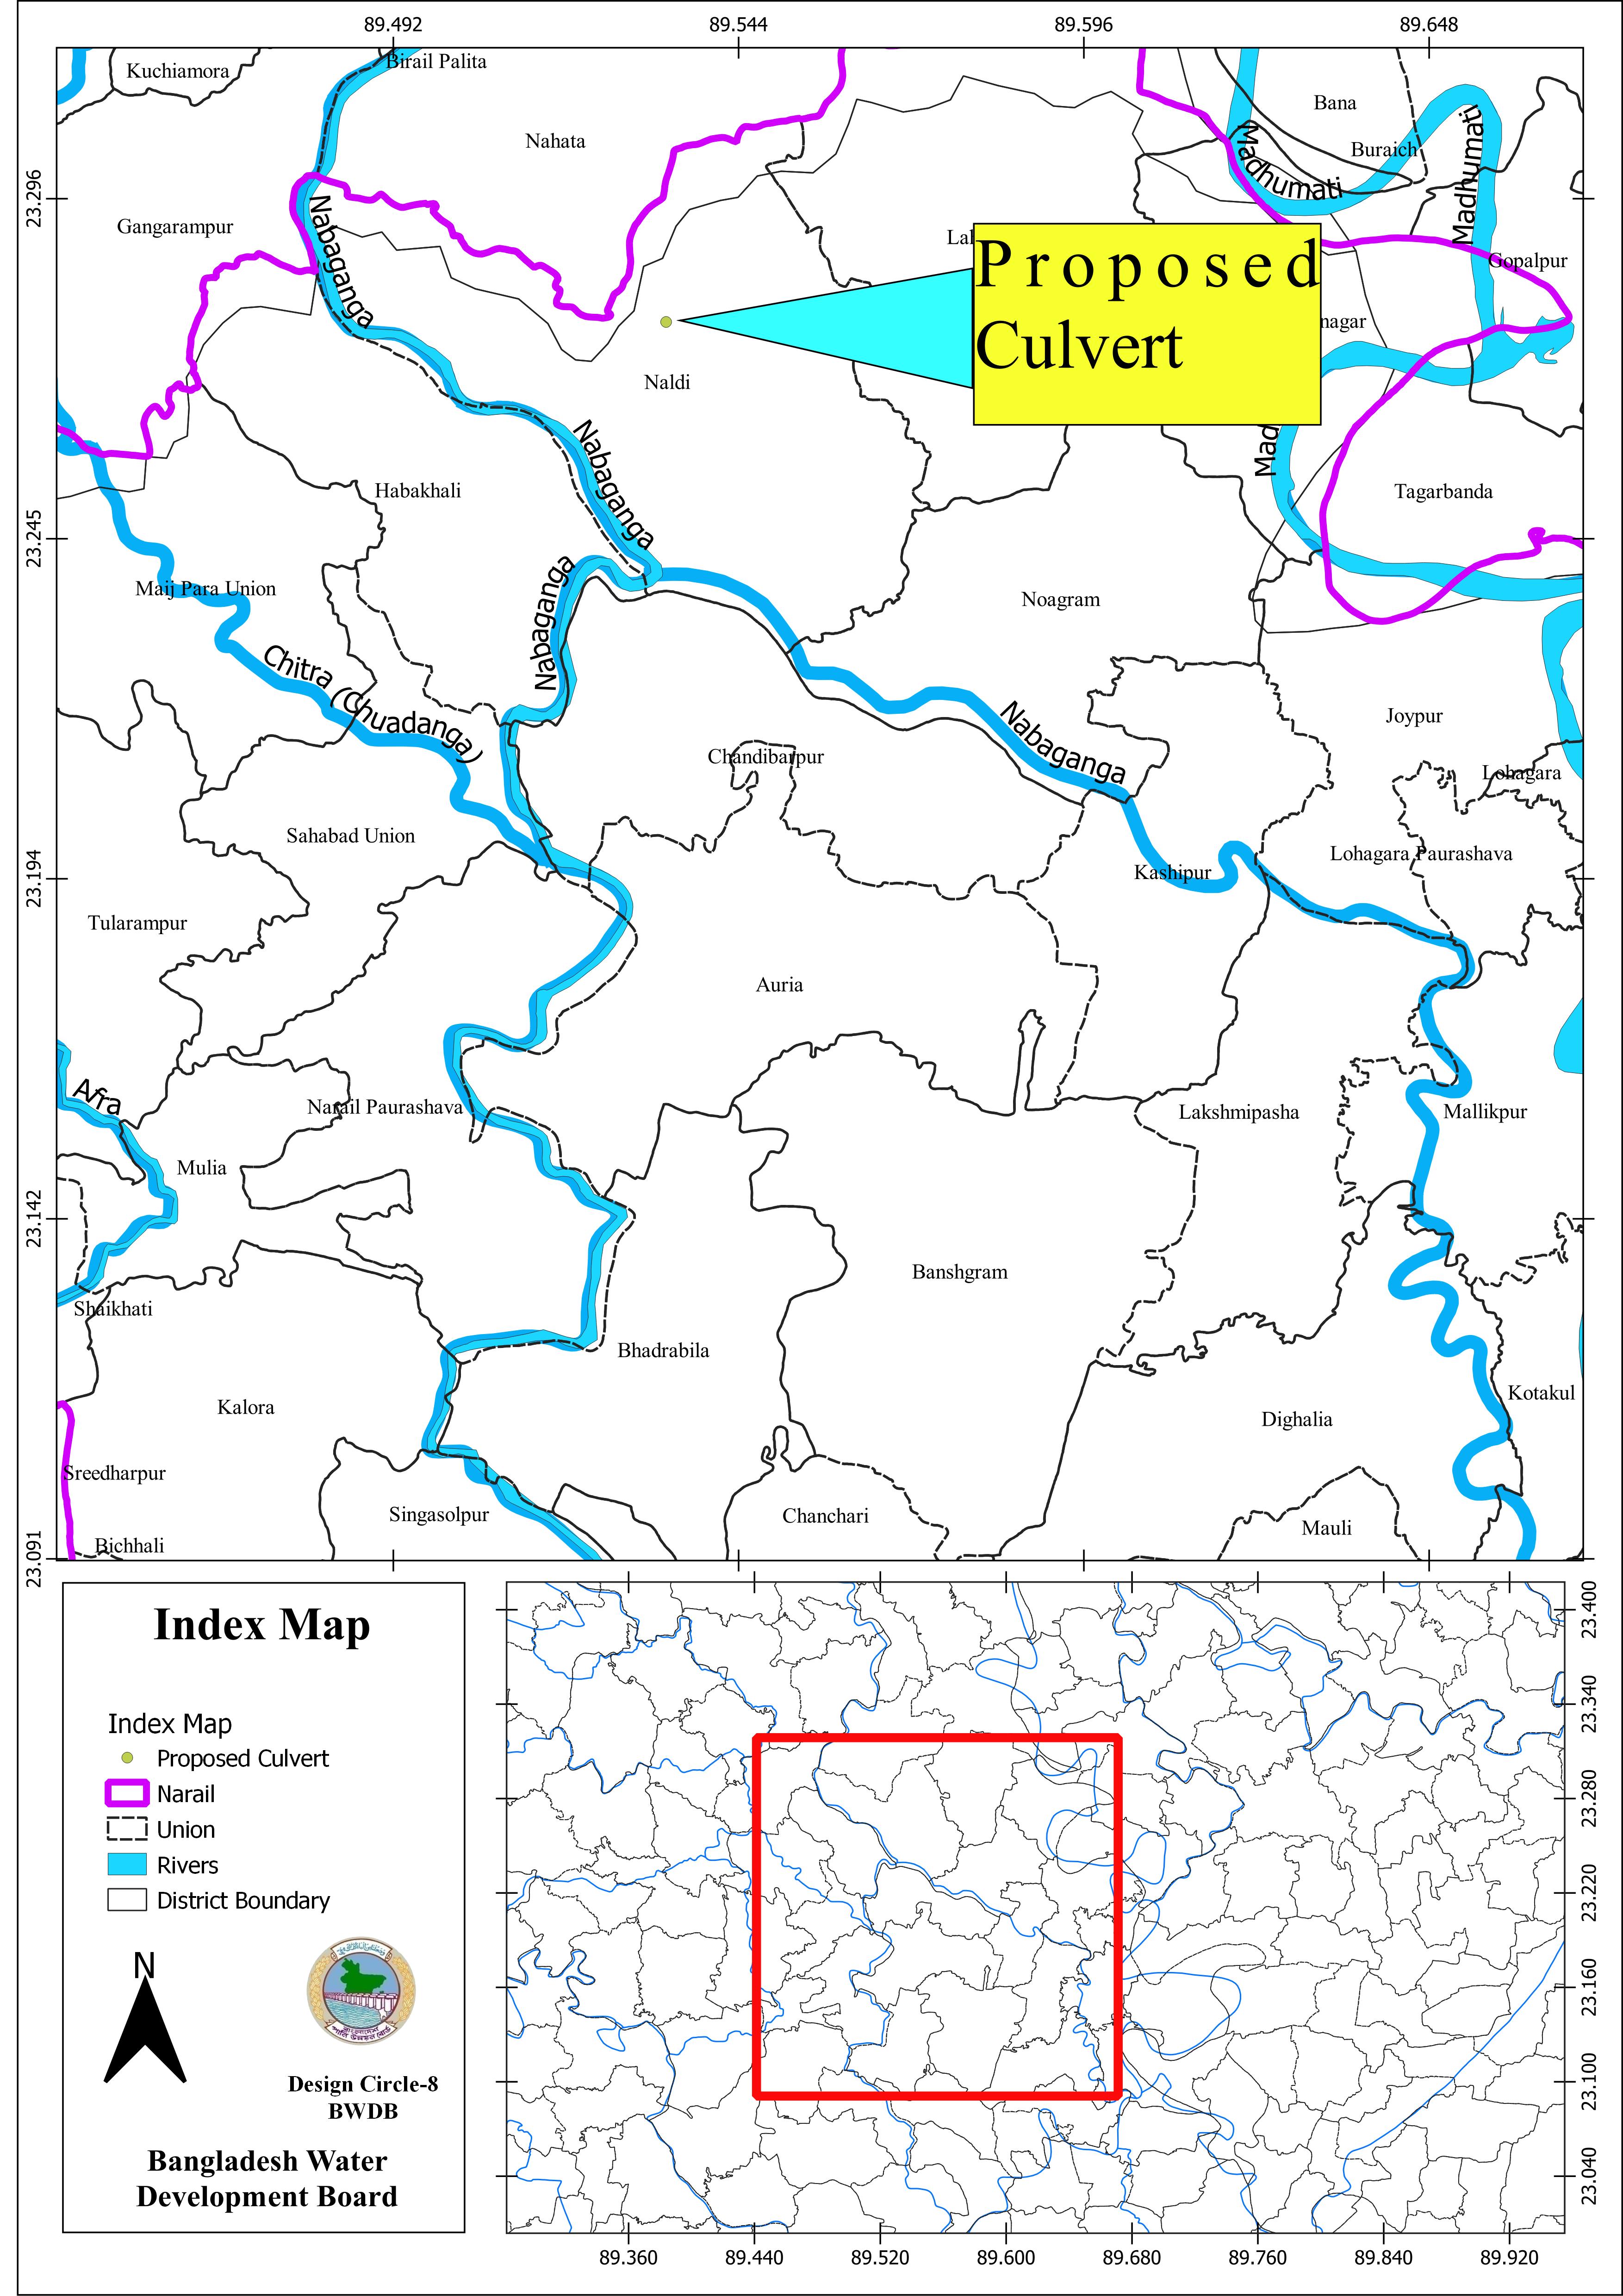 89.492
89.544
89.596
89.648
Kuchiamora
Birail Palita
Nahata
Bana
Buraich
Madhumati
Madhumati
23.296
Gangarampur
Nabaganga
Proposed
Culvert
Gopalpur
nagar
Naldi
Habakhali
Nabaganga
Tagarbanda
23.245
Maij Para Union
Nabaganga
Noagram
Chitra (Chuadanga)
Nabaganga
Joypur
Chandibarpur
Lohagara
Sahabad Union
Lohagara Paurashava
Kashipur
23.194
Tularampur
Auria
Afra
Narail Paurashava
Lakshmipasha
Mallikpur
Mulia
23.142
Banshgram
Shaikhati
Bhadrabila
Kalora
Kotakul
Dighalia
Sreedharpur
Singasolpur
Chanchari
Mauli
Bichhali
23.091
Index Map
Index Map
Proposed Culvert
Narail
Union
Rivers
District Boundary
N
Design Circle-8
BWDB
Bangladesh Water
Development Board
23.400
23.340
23.280
23.220
23.160
23.100
23.040
89.360
89.440
89.520
89.600
89.680
89.760
89.840
89.920